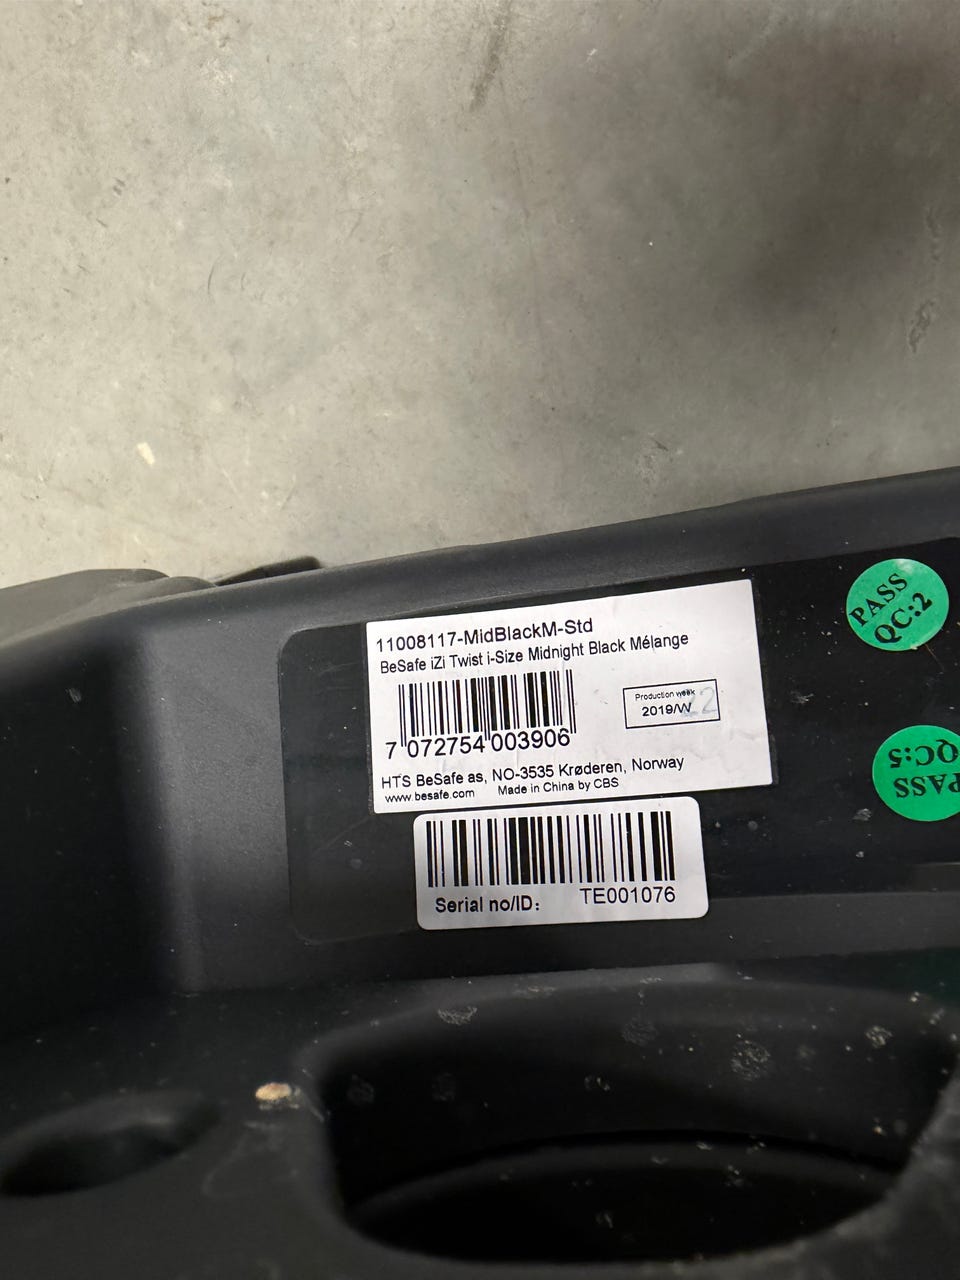 11008117-MidBlackM-Std
BeSafe iZi Twist i-Size Midnight Black Mélange
Production week
2019/W 22
7 072754 003906
HTS BeSafe as, NO-3535 Krøderen, Norway
www.besafe.com Made in China by CBS
Serial no/ID: TE001076
PASS
QC:2
PASS
QC:5